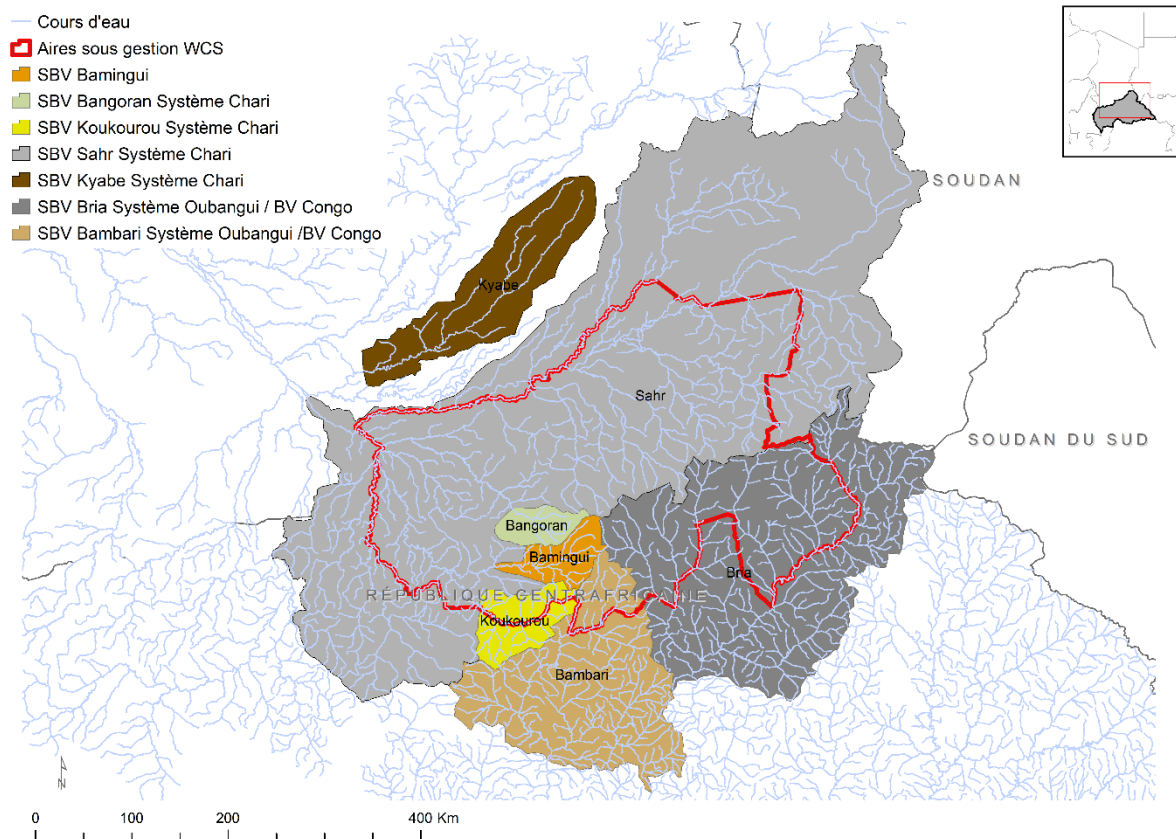 Cours d'eau
Aires sous gestion WCS
SBV Bamingui
SBV Bangoran Système Chari
SBV Koukourou Système Chari
SBV Sahr Système Chari
SBV Kyabe Système Chari
SBV Bria Système Oubangui / BV Congo
SBV Bambari Système Oubangui /BV Congo
SOUDAN
Kyabe
Sahr
SOUDAN DU SUD
Bangoran
Bamingui
Bria
RÉPUBLIQUE CENTRAFRICAINE
Koukourou
Bambari
N
0 100 200 400 Km